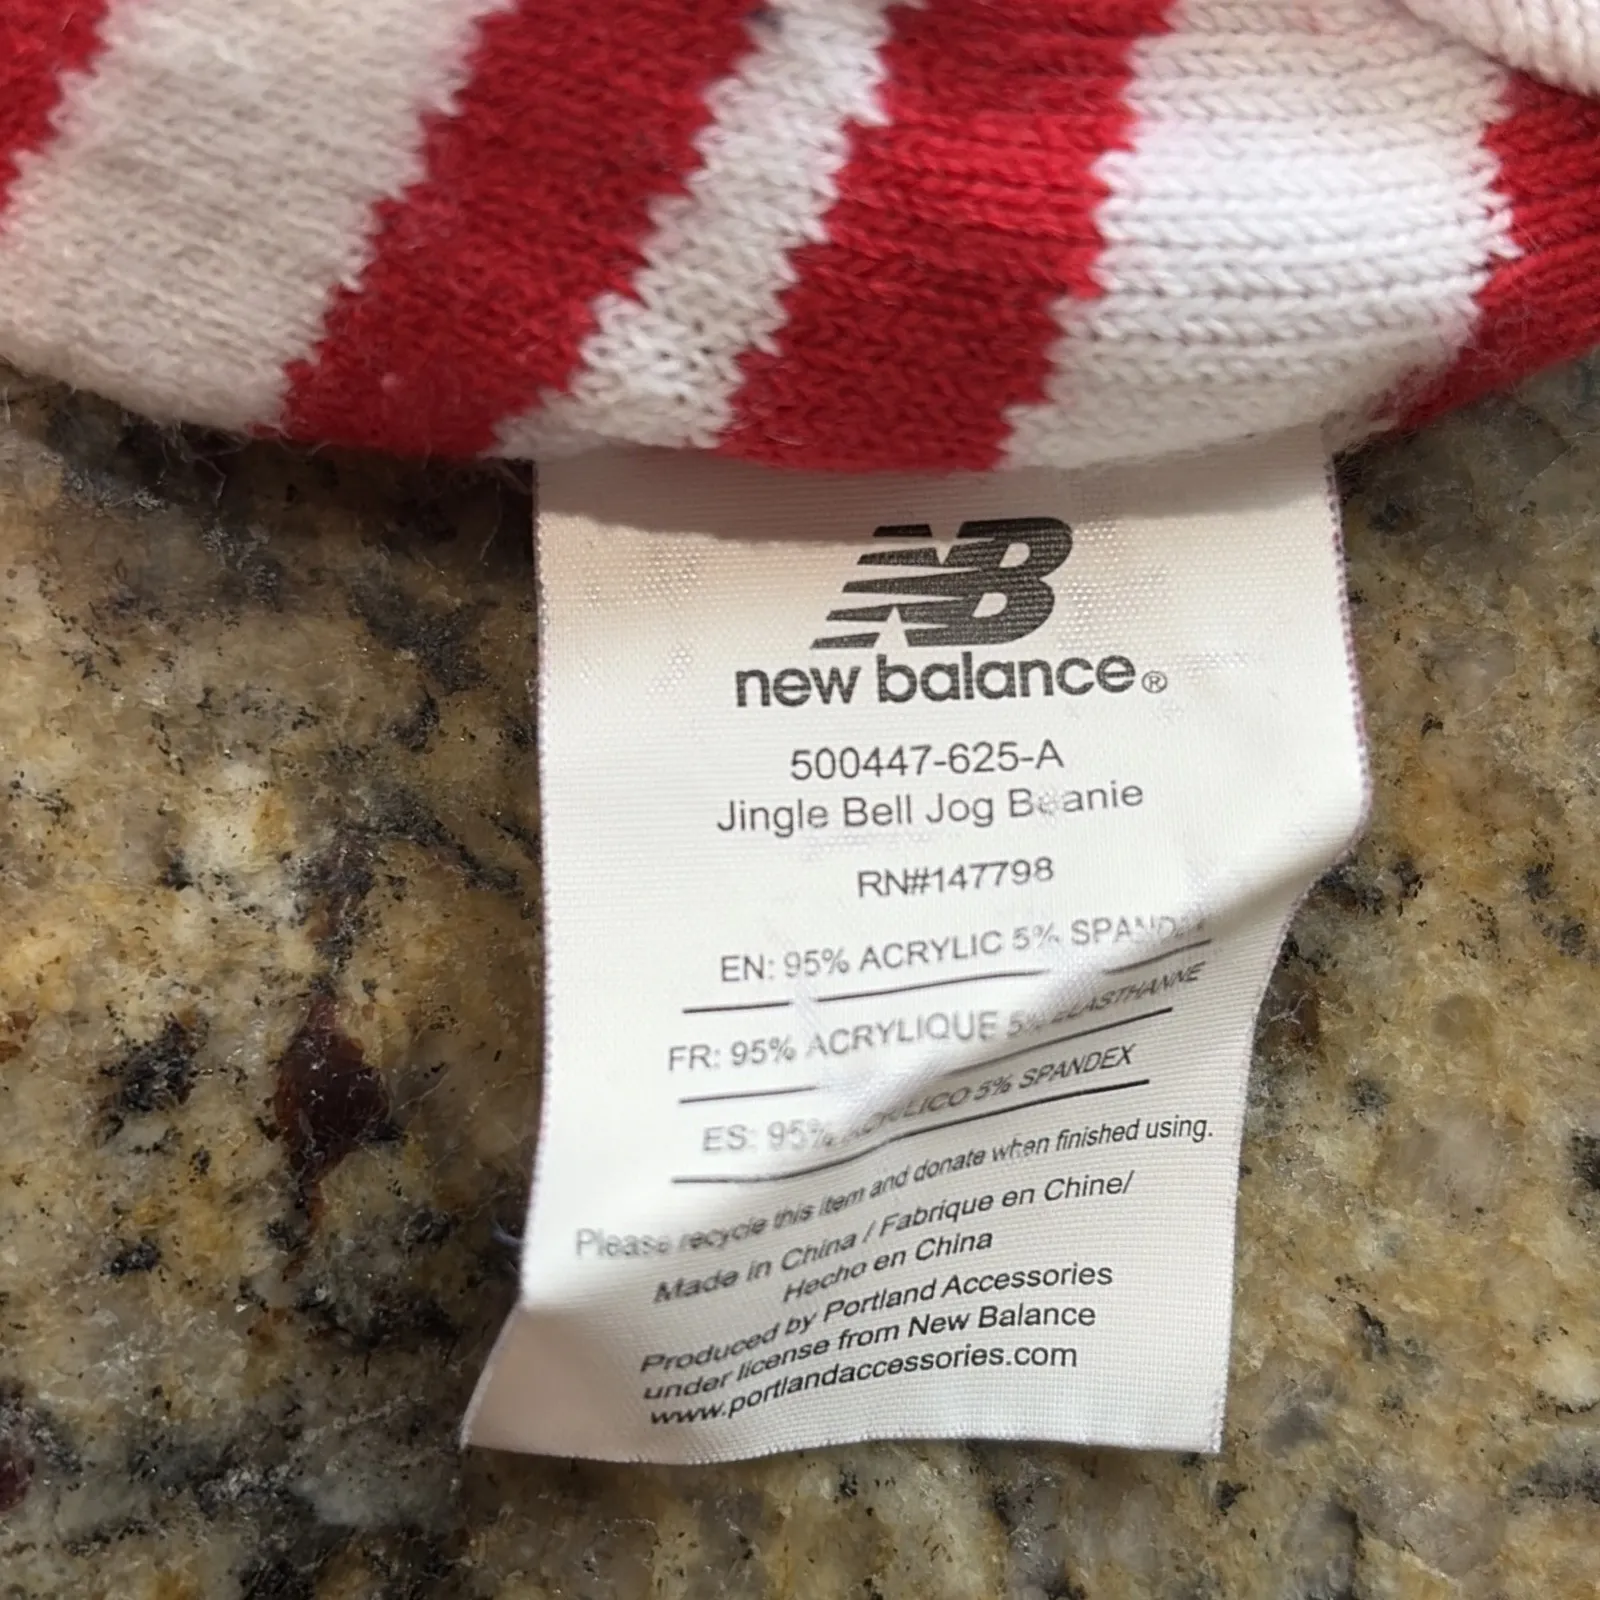 NB
new balance®
500447-625-A
Jingle Bell Jog Beanie
RN#147798
EN: 95% ACRYLIC 5% SPANDEX
FR: 95% ACRYLIQUE 5% ELASTHANNE
ES: 95% ACRILICO 5% SPANDEX
Please recycle this item and donate when finished using.
Made in China / Fabrique en Chine/
Hecho en China
Produced by Portland Accessories
under license from New Balance
www.portlandaccessories.com